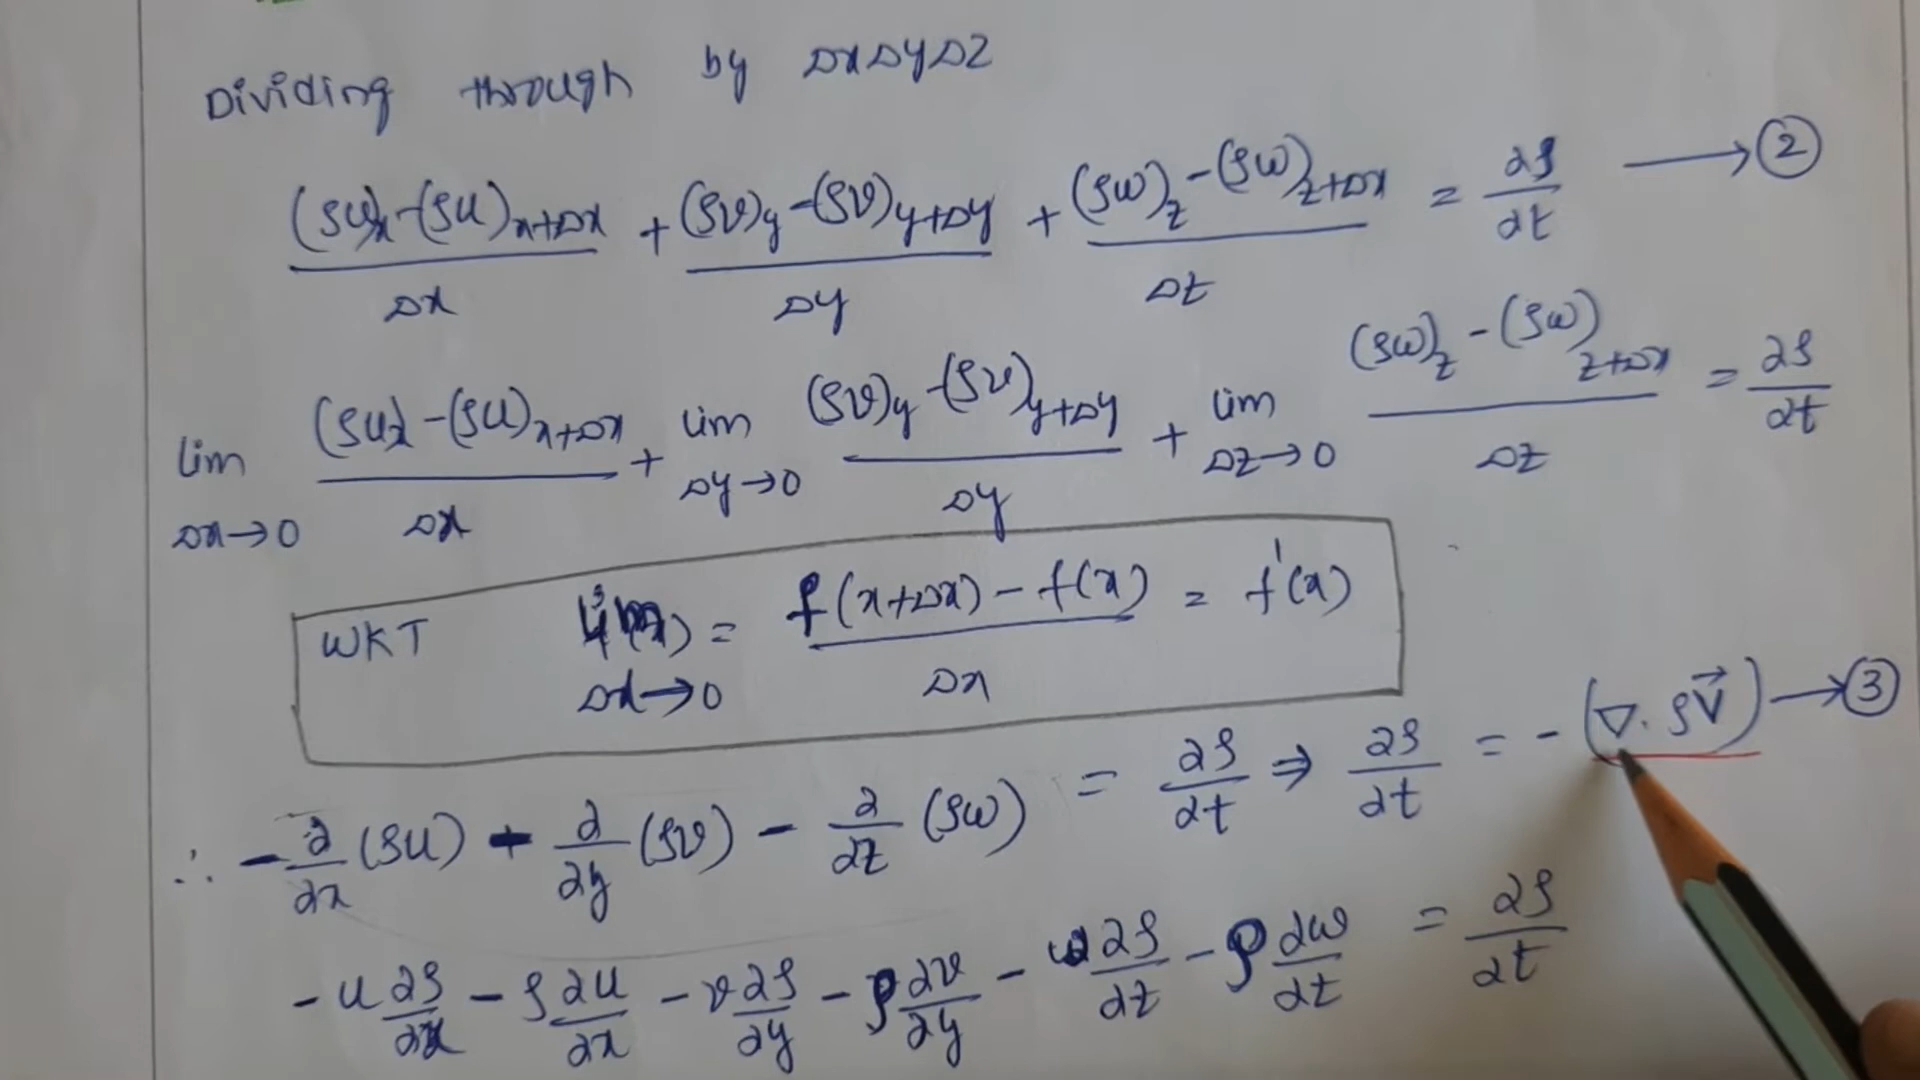 Dividing through by ΔxΔyΔz
(ρu)x - (ρu)x+Δx / Δx + (ρv)y - (ρv)y+Δy / Δy + (ρw)z - (ρw)z+Δx / Δz = ∂ρ/∂t → ②
lim Δx→0 (ρu)x - (ρu)x+Δx / Δx + lim Δy→0 (ρv)y - (ρv)y+Δy / Δy + lim Δz→0 (ρw)z - (ρw)z+Δx / Δz = ∂ρ/∂t
WKT lim Δx→0 = f(x+Δx) - f(x) / Δx = f'(x)
∴ - ∂/∂x (ρu) - ∂/∂y (ρv) - ∂/∂z (ρw) = ∂ρ/∂t ⇒ ∂ρ/∂t = - (∇. ρV⃗) → ③
- u ∂ρ/∂x - ρ ∂u/∂x - v ∂ρ/∂y - ρ ∂v/∂y - w ∂ρ/∂z - ρ ∂w/∂t = ∂ρ/∂t